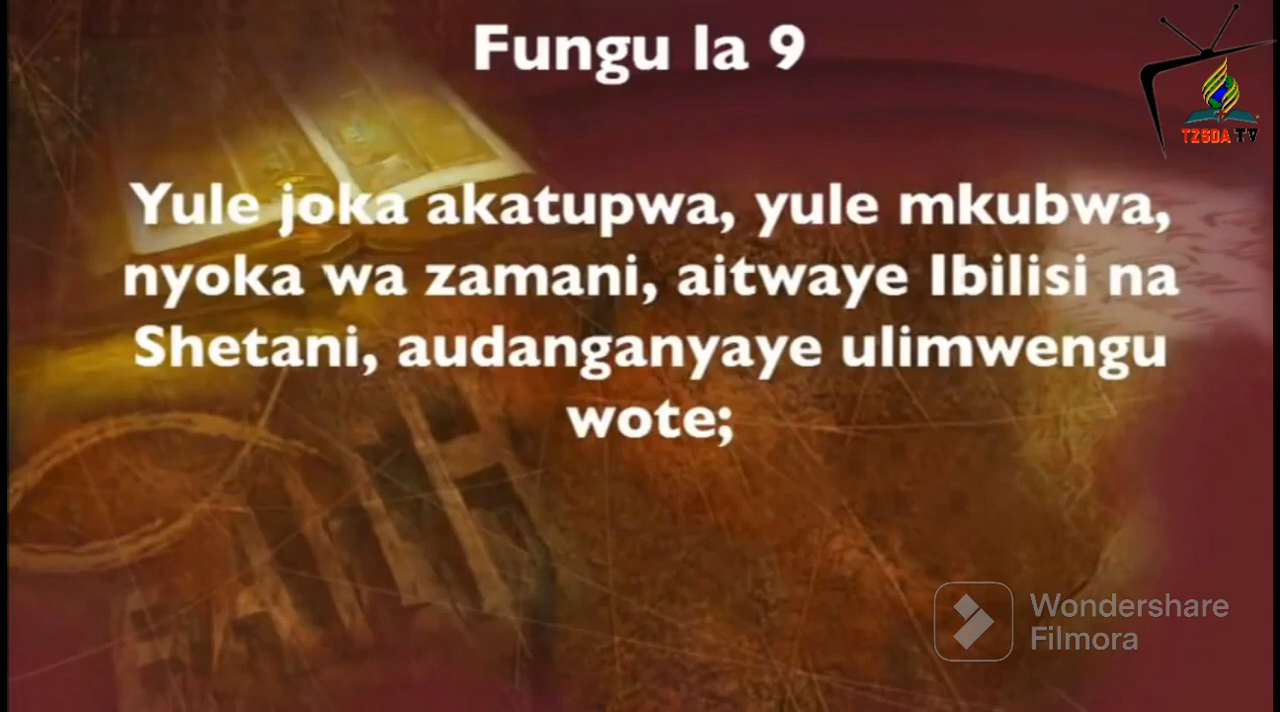 Fungu la 9
TZSDA TV
Yule joka akatupwa, yule mkubwa,
nyoka wa zamani, aitwaye Ibilisi na
Shetani, audanganyaye ulimwengu
wote;
Wondershare
Filmora